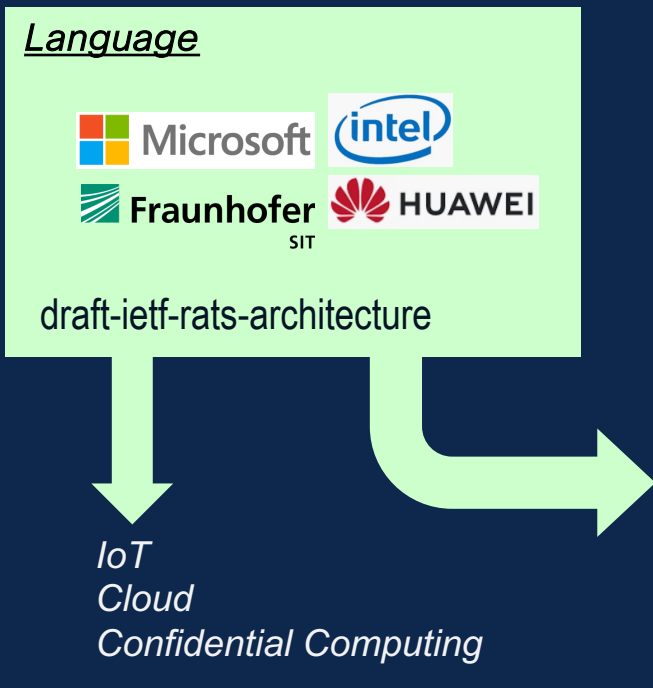 Language
Microsoft
intel
Fraunhofer
SIT
HUAWEI
draft-ietf-rats-architecture
IoT
Cloud
Confidential Computing